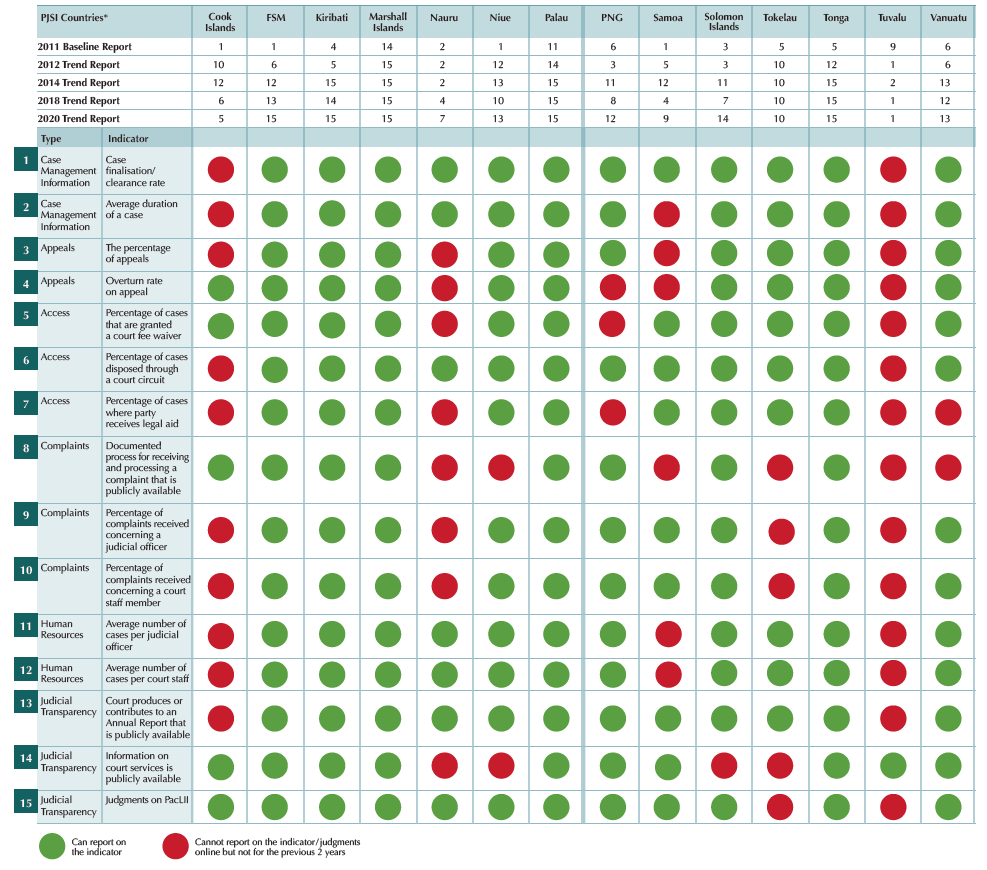 PJSI Countries* Cook Islands FSM Kiribati Marshall Islands Nauru Niue Palau PNG Samoa Solomon Islands Tokelau Tonga Tuvalu Vanuatu
2011 Baseline Report 1 1 4 14 2 1 11 6 1 3 5 5 9 6
2012 Trend Report 10 6 5 15 2 12 14 3 5 3 10 12 1 6
2014 Trend Report 12 12 15 15 2 13 15 11 12 11 10 15 2 13
2018 Trend Report 6 13 14 15 4 10 15 8 4 7 10 15 1 12
2020 Trend Report 5 15 15 15 7 13 15 12 9 14 10 15 1 13
Type Indicator
1 Case Management Information Case finalisation/ clearance rate
2 Case Management Information Average duration of a case
3 Appeals The percentage of appeals
4 Appeals Overturn rate on appeal
5 Access Percentage of cases that are granted a court fee waiver
6 Access Percentage of cases disposed through a court circuit
7 Access Percentage of cases where party receives legal aid
8 Complaints Documented process for receiving and processing a complaint that is publicly available
9 Complaints Percentage of complaints received concerning a judicial officer
10 Complaints Percentage of complaints received concerning a court staff member
11 Human Resources Average number of cases per judicial officer
12 Human Resources Average number of cases per court staff
13 Judicial Transparency Court produces or contributes to an Annual Report that is publicly available
14 Judicial Transparency Information on court services is publicly available
15 Judicial Transparency Judgments on PacLII
Can report on
the indicator
Cannot report on the indicator/judgments
online but not for the previous 2 years